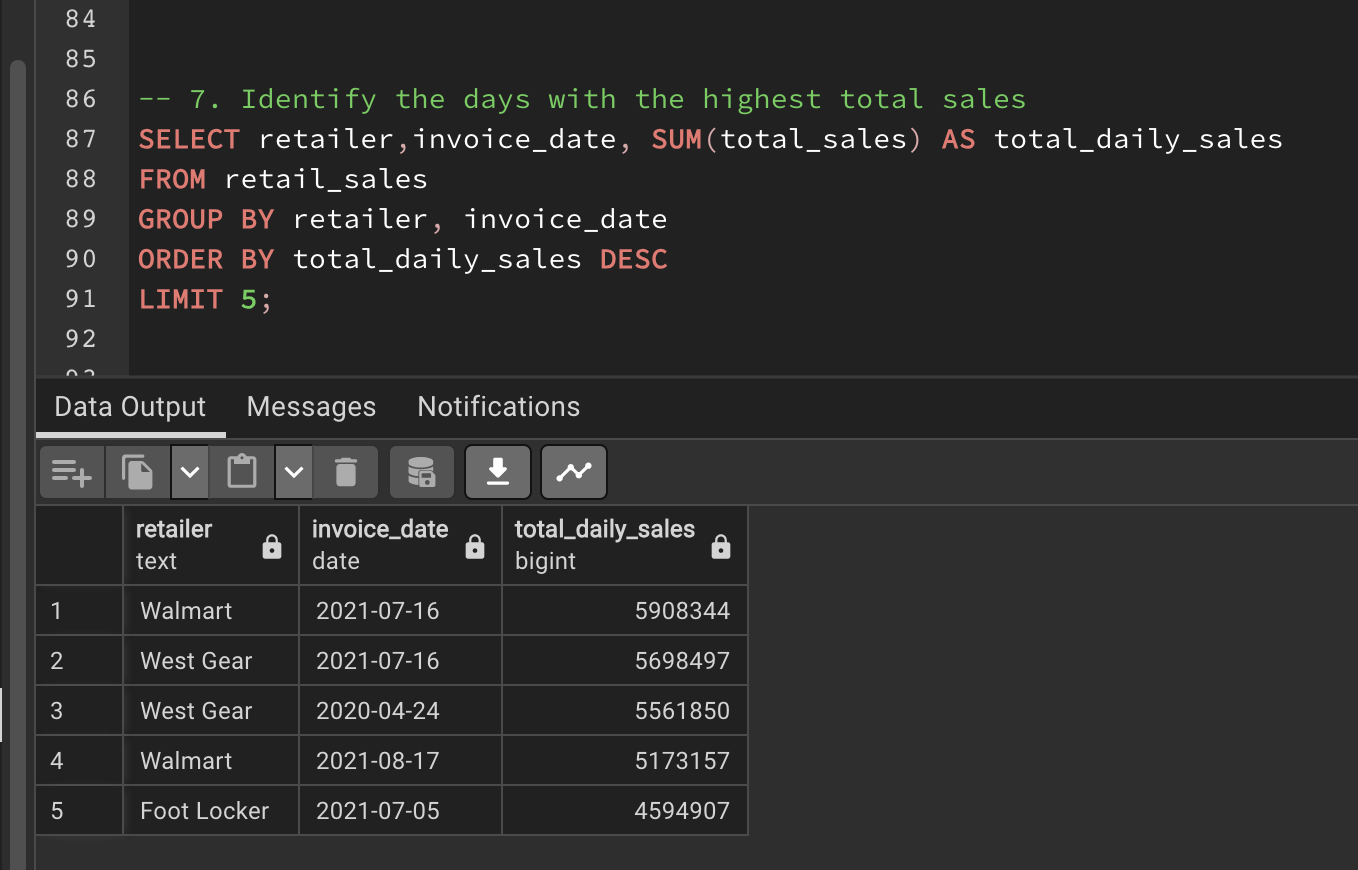 84
85
86 -- 7. Identify the days with the highest total sales
87 SELECT retailer,invoice_date, SUM(total_sales) AS total_daily_sales
88 FROM retail_sales
89 GROUP BY retailer, invoice_date
90 ORDER BY total_daily_sales DESC
91 LIMIT 5;
92
Data Output Messages Notifications
retailer invoice_date total_daily_sales
text date bigint
1 Walmart 2021-07-16 5908344
2 West Gear 2021-07-16 5698497
3 West Gear 2020-04-24 5561850
4 Walmart 2021-08-17 5173157
5 Foot Locker 2021-07-05 4594907